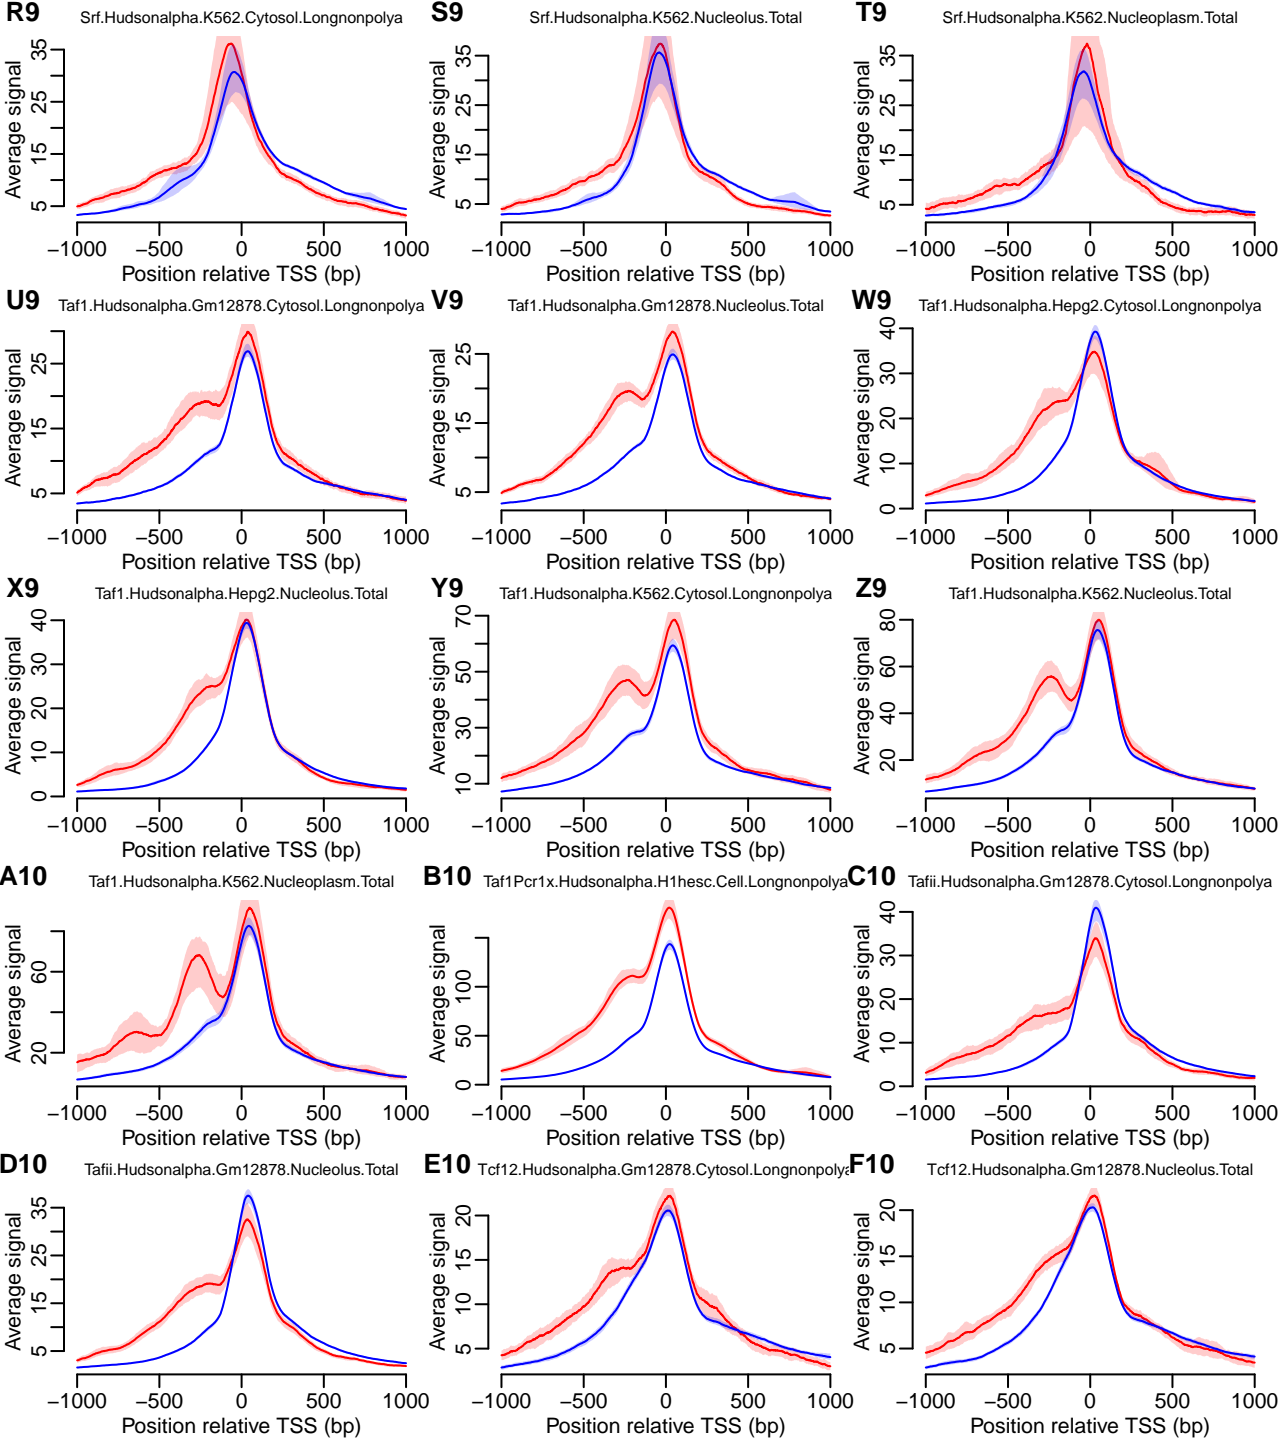 R9 Srf.Hudsonalpha.K562.Cytosol.Longnonpolya
Average signal
5 15 25 35
−1000 −500 0 500 1000
Position relative TSS (bp)
S9 Srf.Hudsonalpha.K562.Nucleolus.Total
Average signal
5 15 25 35
−1000 −500 0 500 1000
Position relative TSS (bp)
T9 Srf.Hudsonalpha.K562.Nucleoplasm.Total
Average signal
5 15 25 35
−1000 −500 0 500 1000
Position relative TSS (bp)
U9 Taf1.Hudsonalpha.Gm12878.Cytosol.Longnonpolya
Average signal
5 15 25
−1000 −500 0 500 1000
Position relative TSS (bp)
V9 Taf1.Hudsonalpha.Gm12878.Nucleolus.Total
Average signal
5 15 25
−1000 −500 0 500 1000
Position relative TSS (bp)
W9 Taf1.Hudsonalpha.Hepg2.Cytosol.Longnonpolya
Average signal
0 10 20 30 40
−1000 −500 0 500 1000
Position relative TSS (bp)
X9 Taf1.Hudsonalpha.Hepg2.Nucleolus.Total
Average signal
0 10 20 30 40
−1000 −500 0 500 1000
Position relative TSS (bp)
Y9 Taf1.Hudsonalpha.K562.Cytosol.Longnonpolya
Average signal
10 30 50 70
−1000 −500 0 500 1000
Position relative TSS (bp)
Z9 Taf1.Hudsonalpha.K562.Nucleolus.Total
Average signal
20 40 60 80
−1000 −500 0 500 1000
Position relative TSS (bp)
A10 Taf1.Hudsonalpha.K562.Nucleoplasm.Total
Average signal
20 60
−1000 −500 0 500 1000
Position relative TSS (bp)
B10 Taf1Pcr1x.Hudsonalpha.H1hesc.Cell.Longnonpolya
Average signal
0 50 100
−1000 −500 0 500 1000
Position relative TSS (bp)
C10 Tafii.Hudsonalpha.Gm12878.Cytosol.Longnonpolya
Average signal
0 10 20 30 40
−1000 −500 0 500 1000
Position relative TSS (bp)
D10 Tafii.Hudsonalpha.Gm12878.Nucleolus.Total
Average signal
5 15 25 35
−1000 −500 0 500 1000
Position relative TSS (bp)
E10 Tcf12.Hudsonalpha.Gm12878.Cytosol.Longnonpolya
Average signal
5 10 15 20
−1000 −500 0 500 1000
Position relative TSS (bp)
F10 Tcf12.Hudsonalpha.Gm12878.Nucleolus.Total
Average signal
5 10 15 20
−1000 −500 0 500 1000
Position relative TSS (bp)